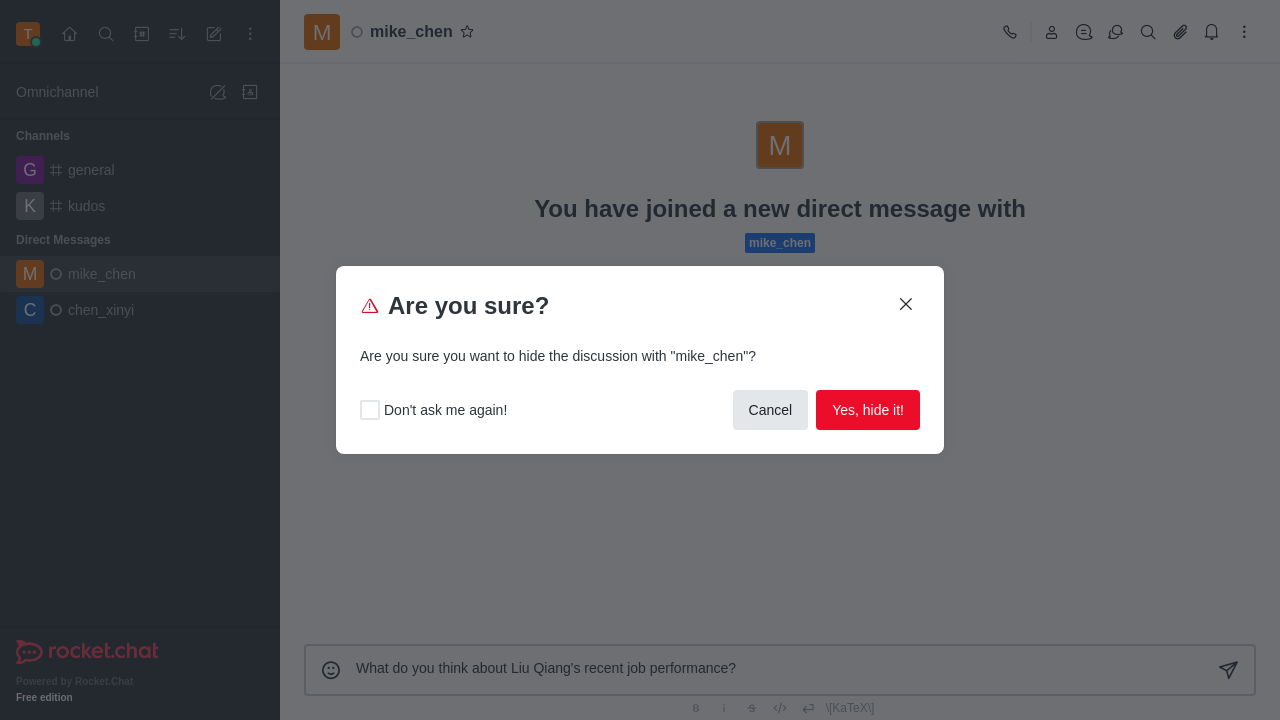 T
M
mike_chen
Omnichannel
Channels
G
general
K
kudos
Direct Messages
M
mike_chen
C
chen_xinyi
M
You have joined a new direct message with
mike_chen
Are you sure?
Are you sure you want to hide the discussion with "mike_chen"?
Don't ask me again!
Cancel
Yes, hide it!
What do you think about Liu Qiang's recent job performance?
B
i
S
</>
\[KaTeX\]
rocket.chat
Powered by Rocket.Chat
Free edition